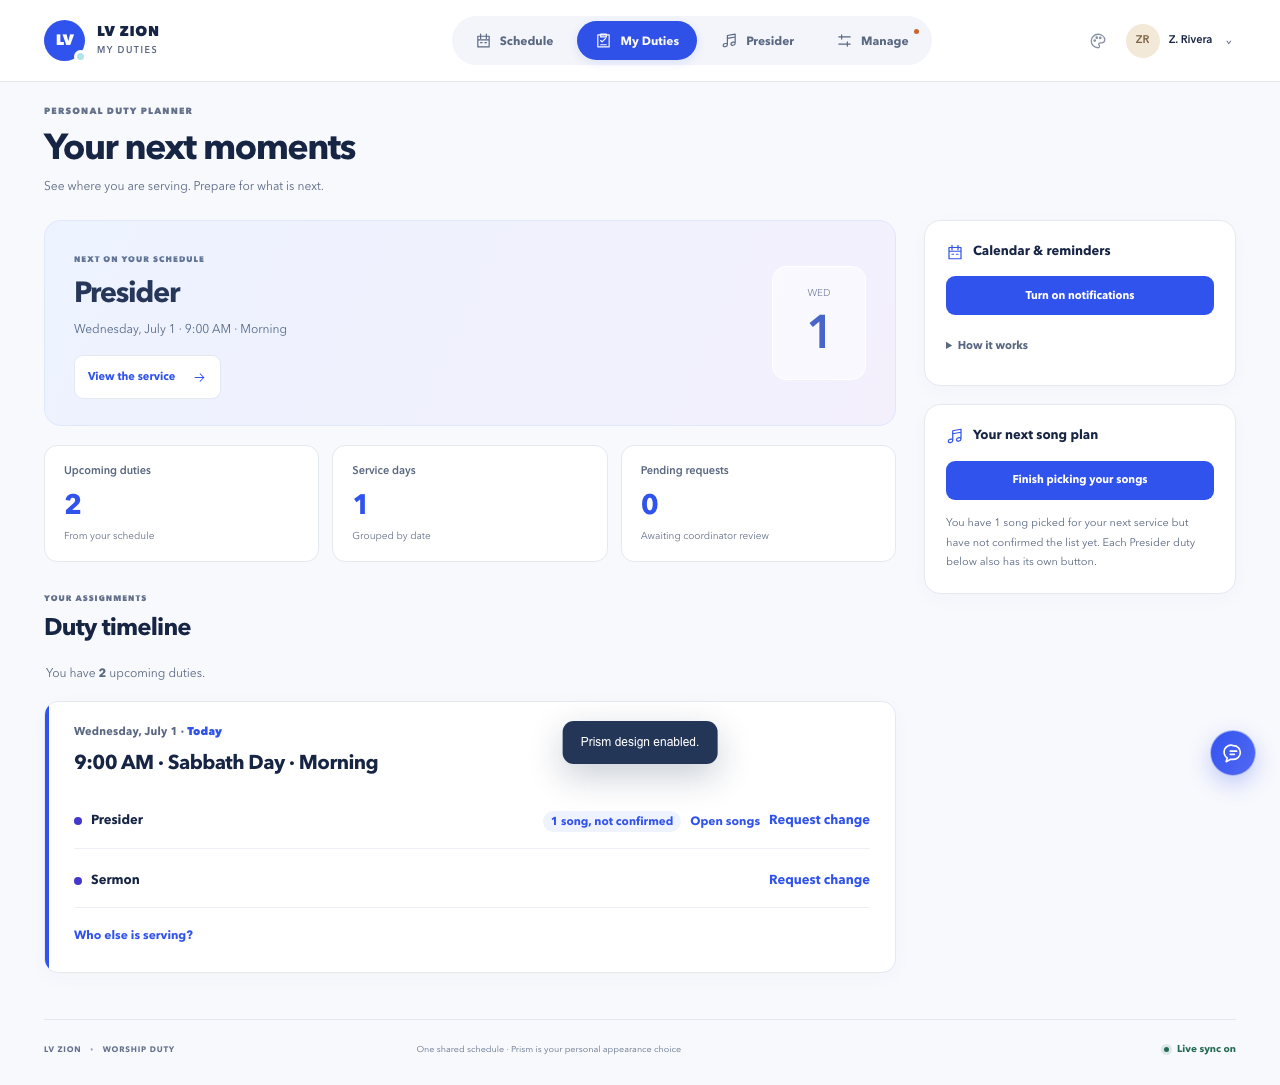 LV
LV ZION
MY DUTIES
Schedule
My Duties
Presider
Manage
ZR
Z. Rivera
PERSONAL DUTY PLANNER
Your next moments
See where you are serving. Prepare for what is next.
NEXT ON YOUR SCHEDULE
Presider
Wednesday, July 1 · 9:00 AM · Morning
View the service →
WED
1
Calendar & reminders
Turn on notifications
▶ How it works
Your next song plan
Finish picking your songs
You have 1 song picked for your next service but
have not confirmed the list yet. Each Presider duty
below also has its own button.
Upcoming duties
2
From your schedule
Service days
1
Grouped by date
Pending requests
0
Awaiting coordinator review
YOUR ASSIGNMENTS
Duty timeline
You have 2 upcoming duties.
Wednesday, July 1 · Today
9:00 AM · Sabbath Day · Morning
Prism design enabled.
Presider
1 song, not confirmed
Open songs
Request change
Sermon
Request change
Who else is serving?
LV ZION • WORSHIP DUTY
One shared schedule · Prism is your personal appearance choice
Live sync on